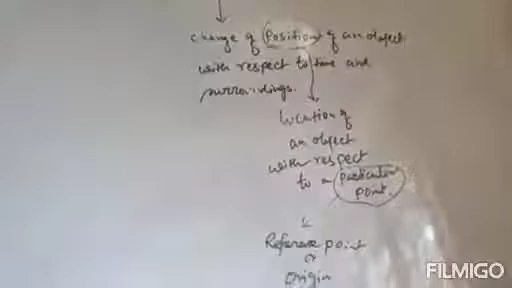 change of position of an object
with respect to time and
surroundings.
location of
an object
with respect
to a particular
point.
Reference point
or
origin
FILMIGO